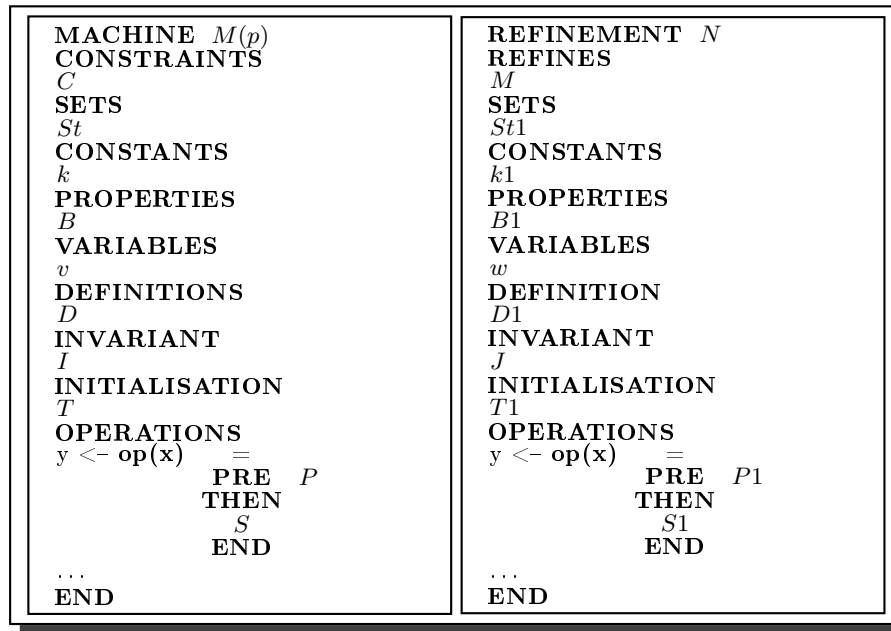 MACHINE M(p)
CONSTRAINTS
C
SETS
St
CONSTANTS
k
PROPERTIES
B
VARIABLES
v
DEFINITIONS
D
INVARIANT
I
INITIALISATION
T
OPERATIONS
y <– op(x) =
PRE P
THEN
S
END
...
END
REFINEMENT N
REFINES
M
SETS
St1
CONSTANTS
k1
PROPERTIES
B1
VARIABLES
w
DEFINITION
D1
INVARIANT
J
INITIALISATION
T1
OPERATIONS
y <– op(x) =
PRE P1
THEN
S1
END
...
END